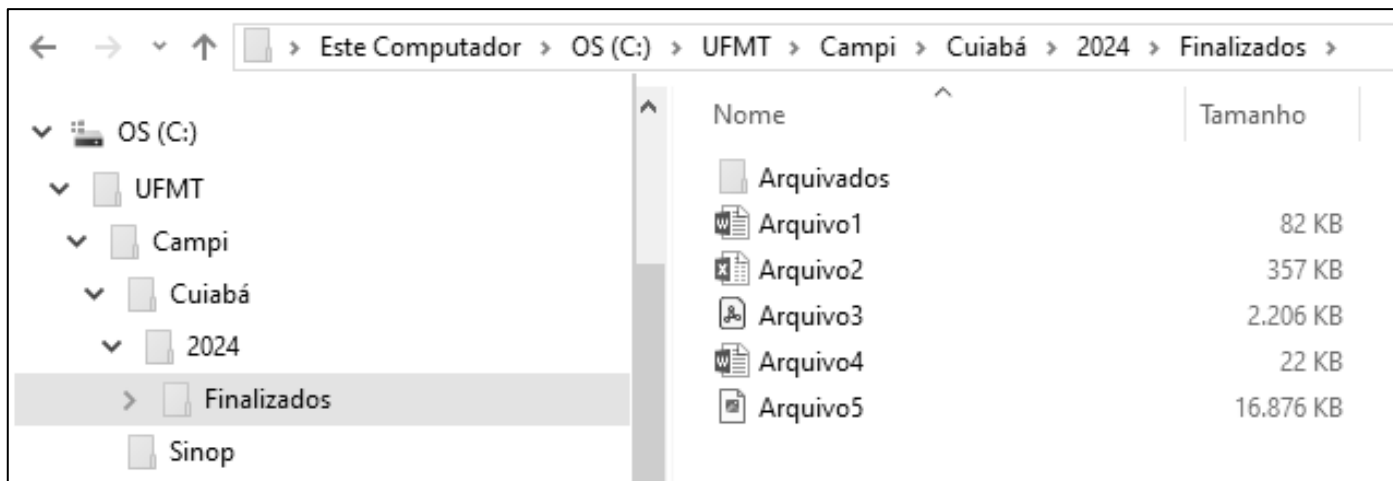 Este Computador > OS (C:) > UFMT > Campi > Cuiabá > 2024 > Finalizados >
OS (C:)
UFMT
Campi
Cuiabá
2024
Finalizados
Sinop
Nome Tamanho
Arquivados
Arquivo1 82 KB
Arquivo2 357 KB
Arquivo3 2.206 KB
Arquivo4 22 KB
Arquivo5 16.876 KB